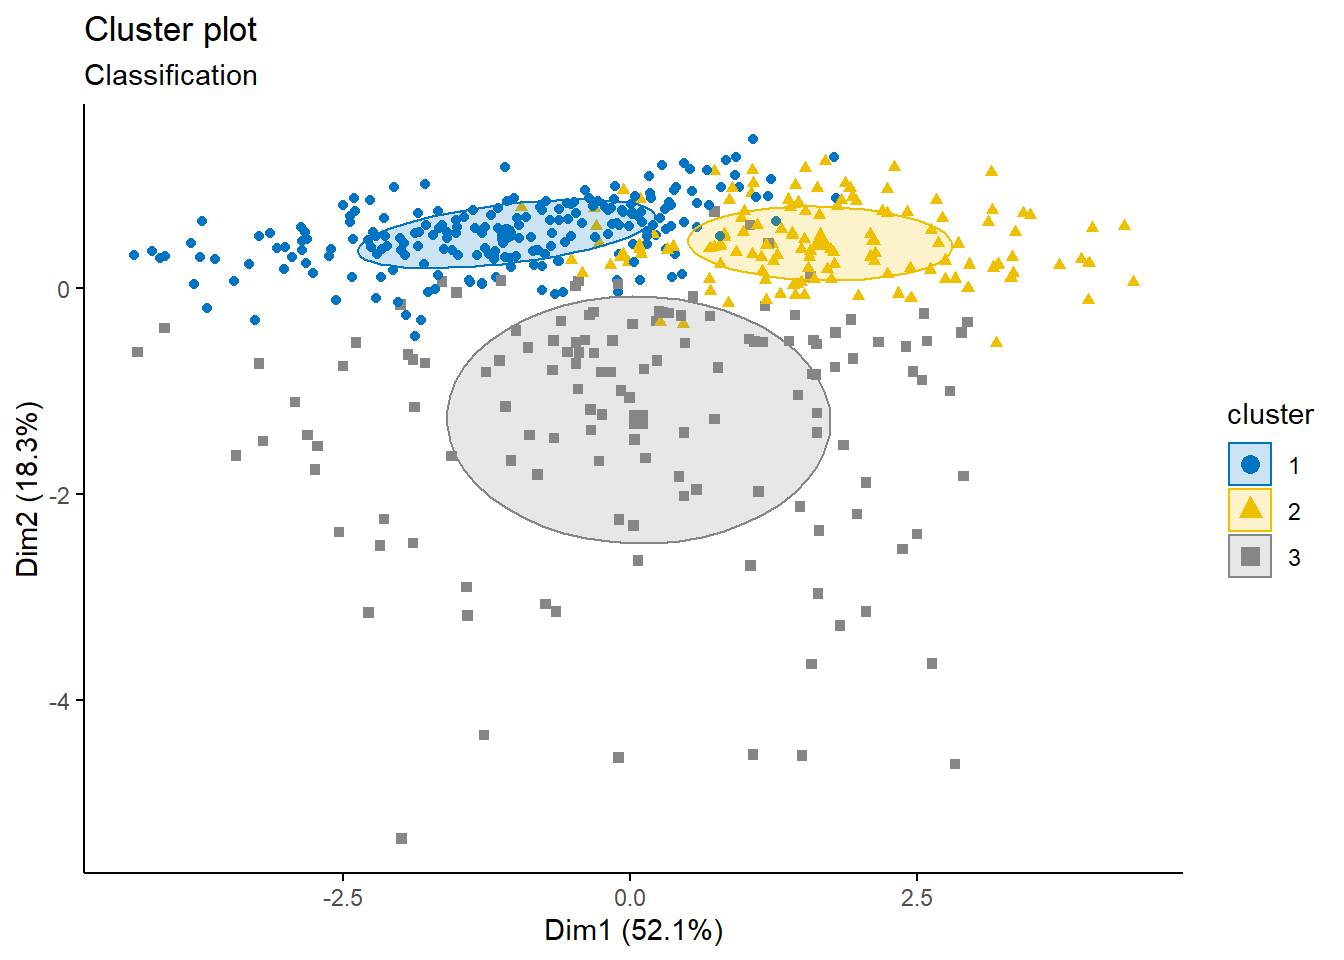 Cluster plot
Classification
0
-2
-4
Dim2 (18.3%)
-2.5
0.0
2.5
Dim1 (52.1%)
cluster
1
2
3